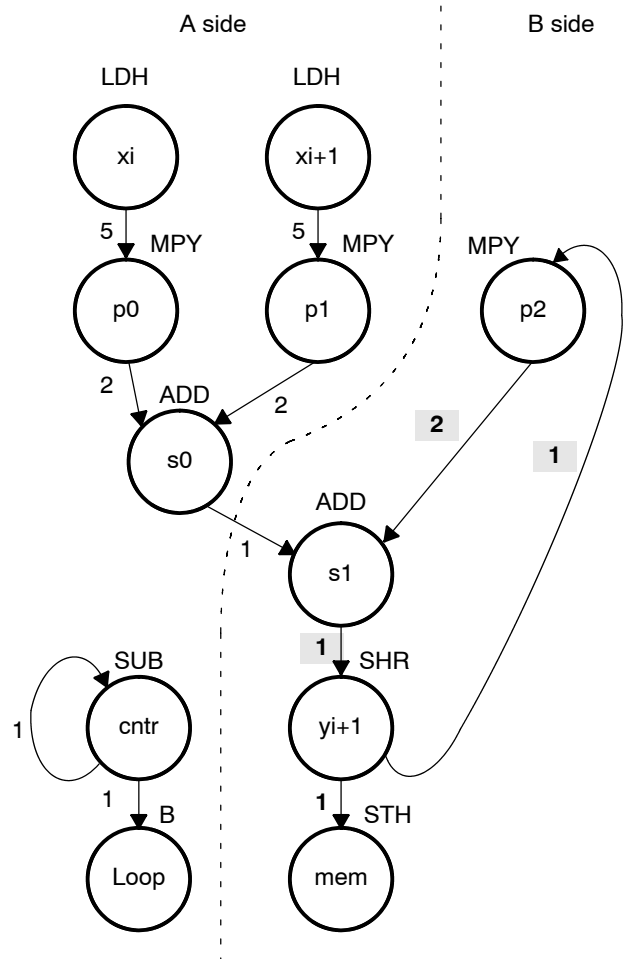 A side
B side
LDH
LDH
xi
xi+1
5
MPY
5
MPY
MPY
p0
p1
p2
2
ADD
2
2
1
s0
ADD
1
s1
1
SHR
SUB
1
cntr
yi+1
1
B
1
STH
Loop
mem